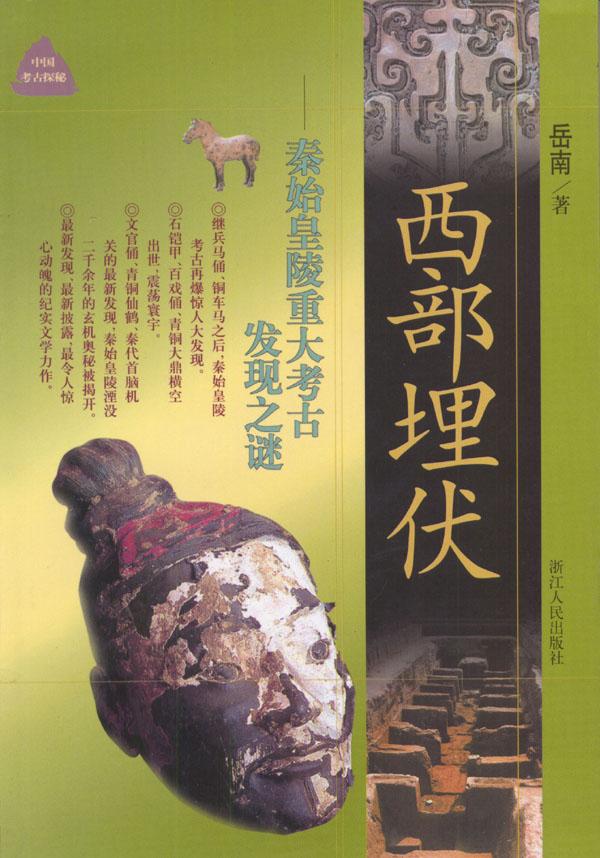 中国
考古探秘
岳南／著
西部埋伏
——秦始皇陵重大考古
发现之谜
◎继兵马俑、铜车马之后，秦始皇陵
考古再爆惊人大发现。
◎石铠甲、百戏俑、青铜大鼎横空
出世，震荡寰宇。
◎文官俑、青铜仙鹤、秦代首脑机
关的最新发现，秦始皇陵湮没
二千余年的玄机奥秘被揭开。
◎最新发现、最新披露，最令人惊
心动魄的纪实文学力作。
浙江人民出版社